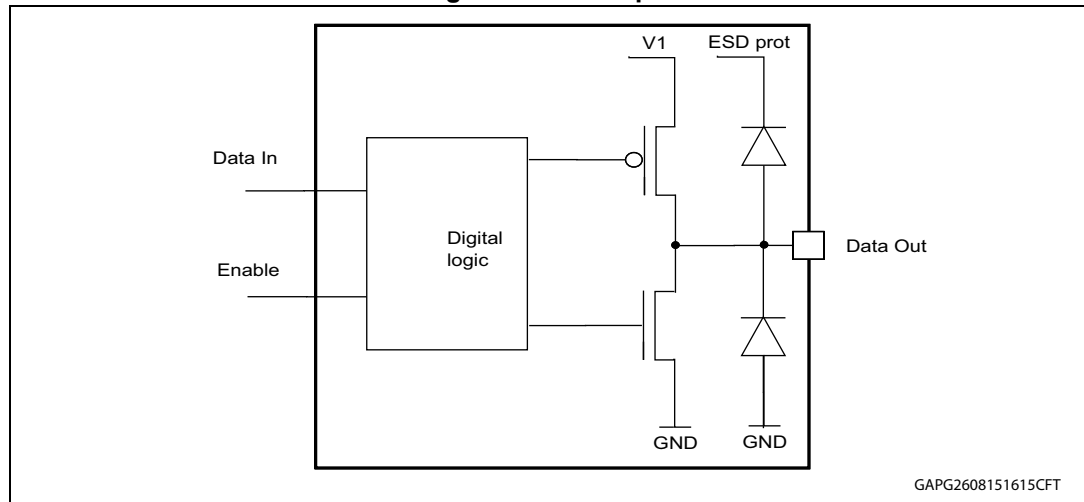 V1
ESD prot
Data In
Digital
logic
Data Out
Enable
GND
GND
GAPG2608151615CFT